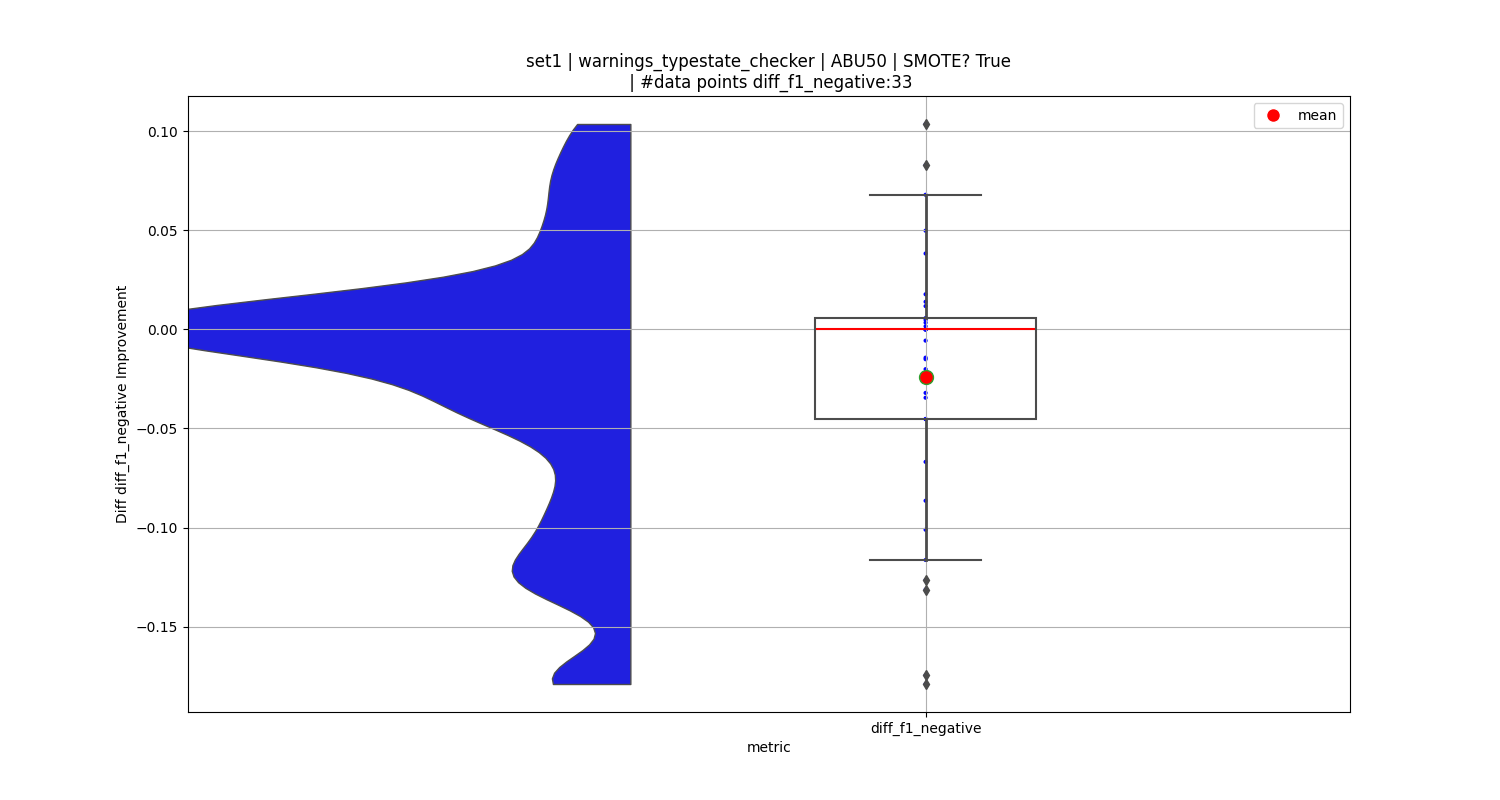 set1 | warnings_typestate_checker | ABU50 | SMOTE? True
| #data points diff_f1_negative:33
mean
0.10
0.05
0.00
−0.05
−0.10
−0.15
Diff diff_f1_negative Improvement
diff_f1_negative
metric